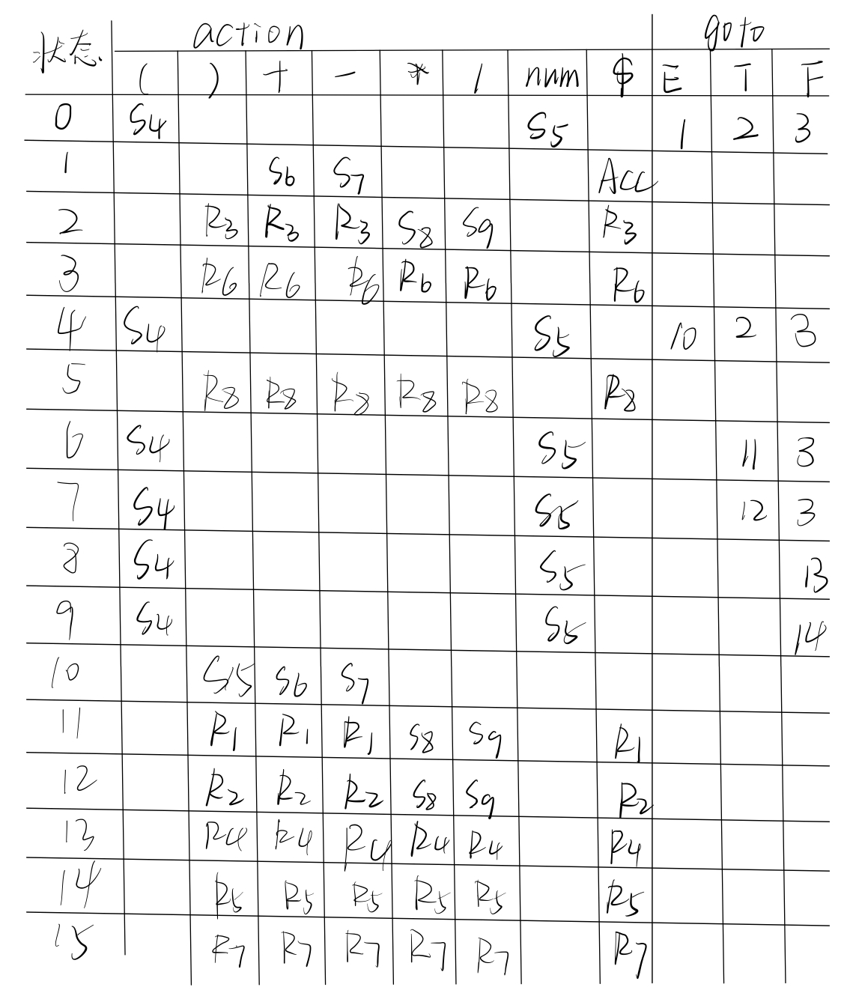 状态 action goto
( ) + - * / num $ E T F
0 S4 S5 1 2 3
1 S6 S7 Acc
2 R3 R3 R3 S8 S9 R3
3 R6 R6 R6 R6 R6 R6
4 S4 S5 10 2 3
5 R8 R8 R8 R8 R8 R8
6 S4 S5 11 3
7 S4 S5 12 3
8 S4 S5 13
9 S4 S5 14
10 S15 S6 S7
11 R1 R1 R1 S8 S9 R1
12 R2 R2 R2 S8 S9 R2
13 R4 R4 R4 R4 R4 R4
14 R5 R5 R5 R5 R5 R5
15 R7 R7 R7 R7 R7 R7